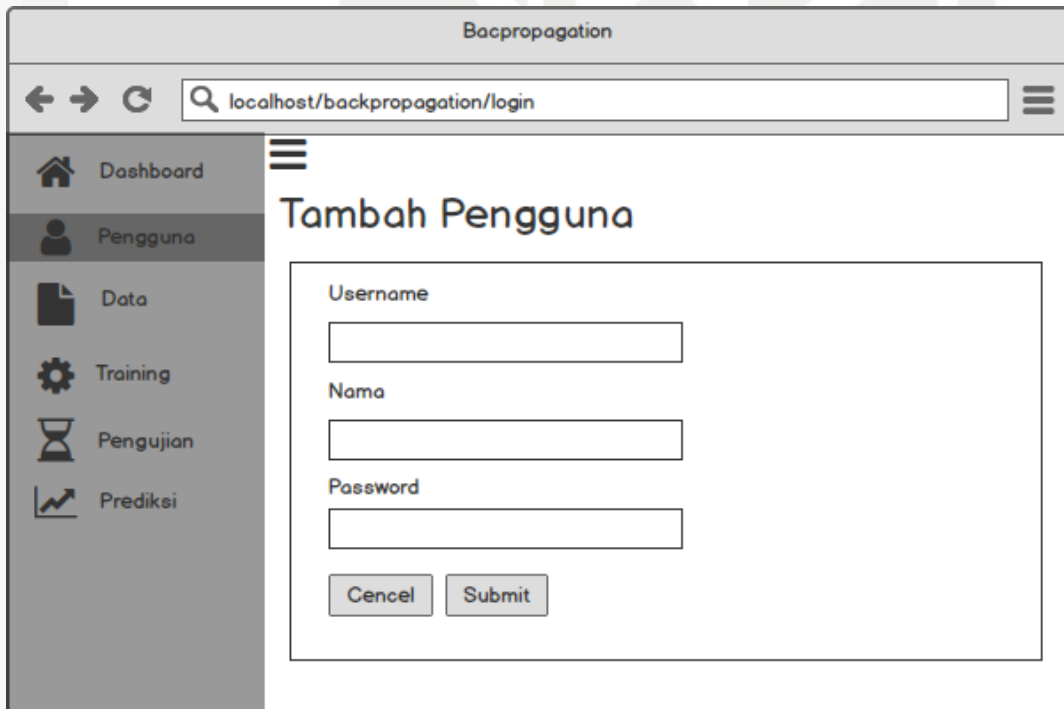 Bacpropagation
localhost/backpropagation/login
Dashboard
Pengguna
Data
Training
Pengujian
Prediksi
Tambah Pengguna
Username
Nama
Password
Cencel Submit